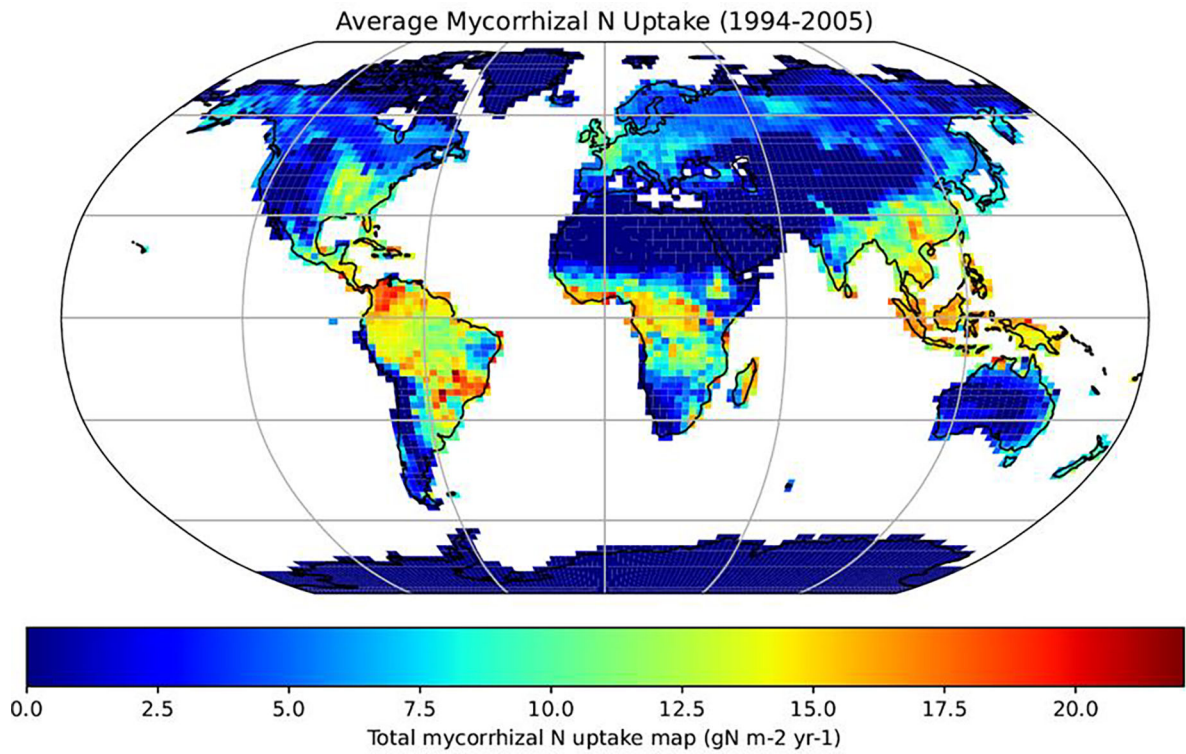 Average Mycorrhizal N Uptake (1994-2005)
0.0 2.5 5.0 7.5 10.0 12.5 15.0 17.5 20.0
Total mycorrhizal N uptake map (gN m-2 yr-1)